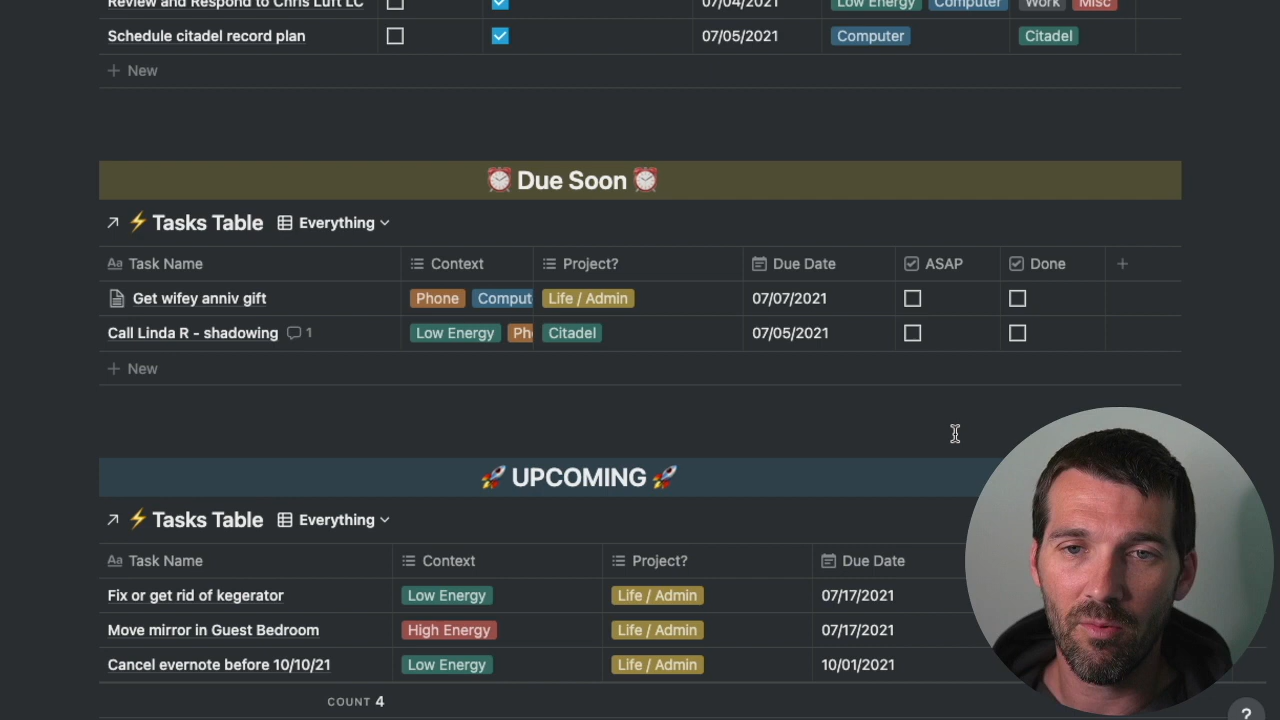 Review and Respond to Chris Luft LC 07/04/2021 Low Energy Computer Work Misc
Schedule citadel record plan 07/05/2021 Computer Citadel
+ New
⏰ Due Soon ⏰
↗ ⚡ Tasks Table Everything
Aa Task Name Context Project? Due Date ASAP Done +
Get wifey anniv gift Phone Comput Life / Admin 07/07/2021
Call Linda R - shadowing 1 Low Energy Ph Citadel 07/05/2021
+ New
🚀 UPCOMING 🚀
↗ ⚡ Tasks Table Everything
Aa Task Name Context Project? Due Date
Fix or get rid of kegerator Low Energy Life / Admin 07/17/2021
Move mirror in Guest Bedroom High Energy Life / Admin 07/17/2021
Cancel evernote before 10/10/21 Low Energy Life / Admin 10/01/2021
COUNT 4
?